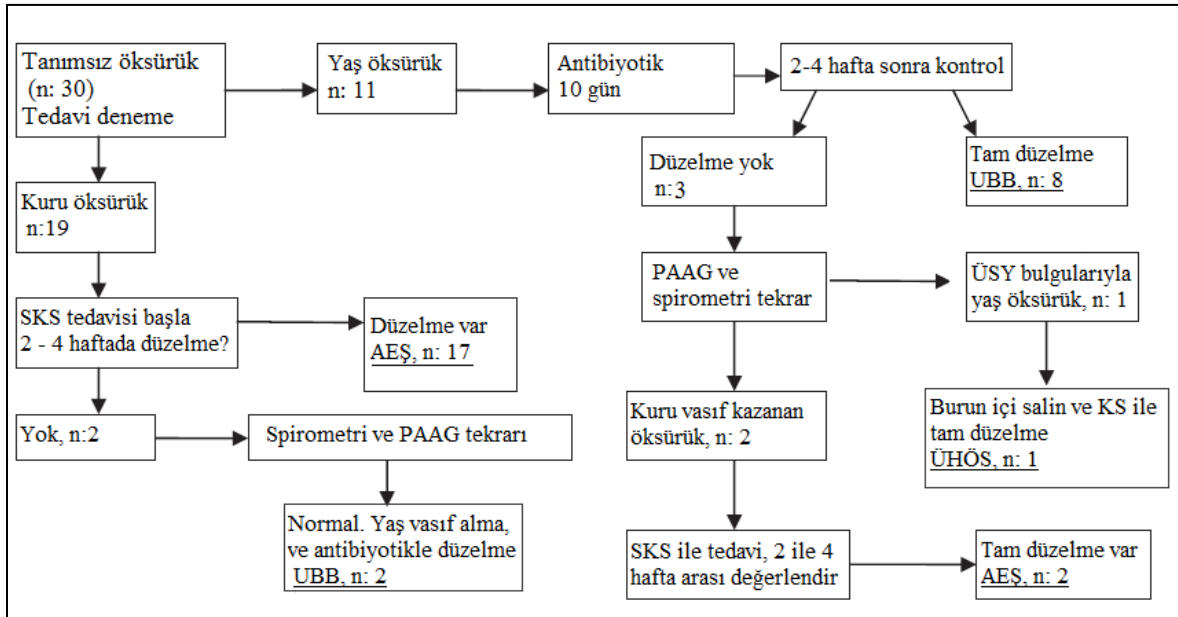 Tanımsız öksürük
(n: 30)
Tedavi deneme
Yaş öksürük
n: 11
Antibiyotik
10 gün
2-4 hafta sonra kontrol
Düzelme yok
n:3
Tam düzelme
UBB, n: 8
Kuru öksürük
n:19
PAAG ve
spirometri tekrar
ÜSY bulgularıyla
yaş öksürük, n: 1
SKS tedavisi başla
2 - 4 haftada düzelme?
Düzelme var
AEŞ, n: 17
Kuru vasıf kazanan
öksürük, n: 2
Burun içi salin ve KS ile
tam düzelme
ÜHÖS, n: 1
Yok, n:2
Spirometri ve PAAG tekrarı
Normal. Yaş vasıf alma,
ve antibiyotikle düzelme
UBB, n: 2
SKS ile tedavi, 2 ile 4
hafta arası değerlendir
Tam düzelme var
AEŞ, n: 2